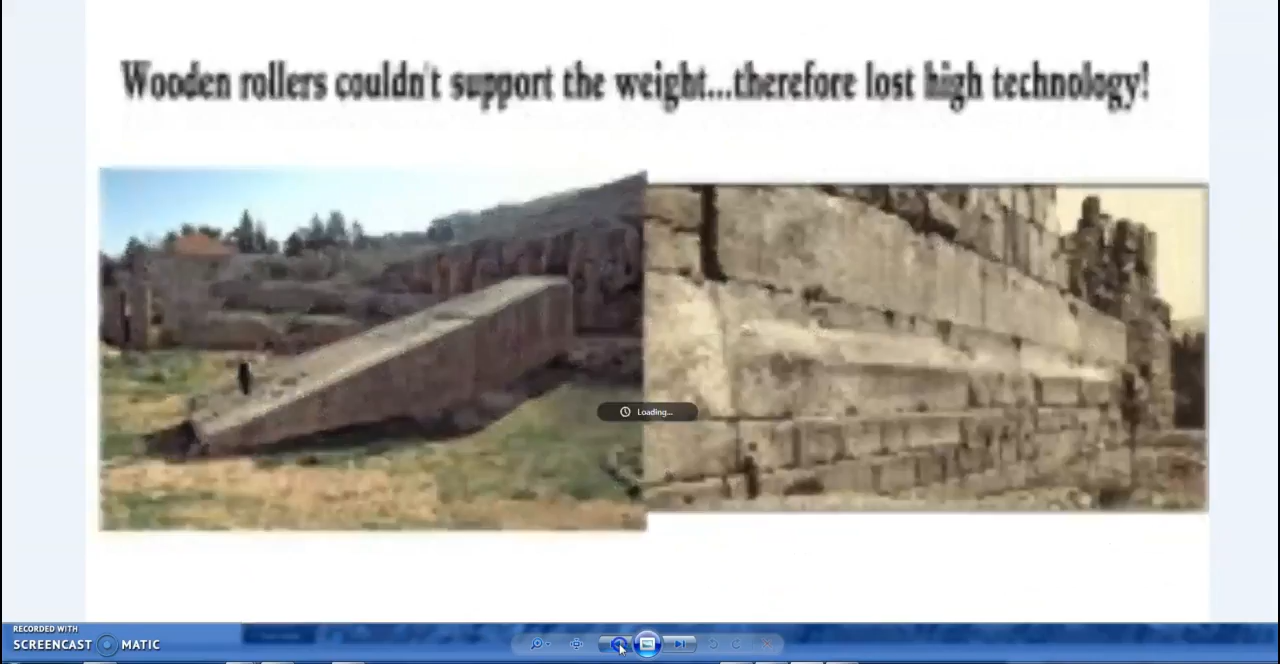 Wooden rollers couldn't support the weight...therefore lost high technology!
Loading...
RECORDED WITH
SCREENCAST MATIC